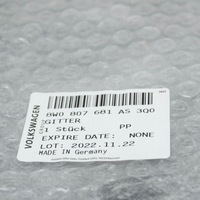 VOLKSWAGEN
8W0 807 681 AS 3Q0
GITTER
1 Stück PP
EXPIRE DATE: NONE
LOT: 2022.11.22
MADE IN Germany